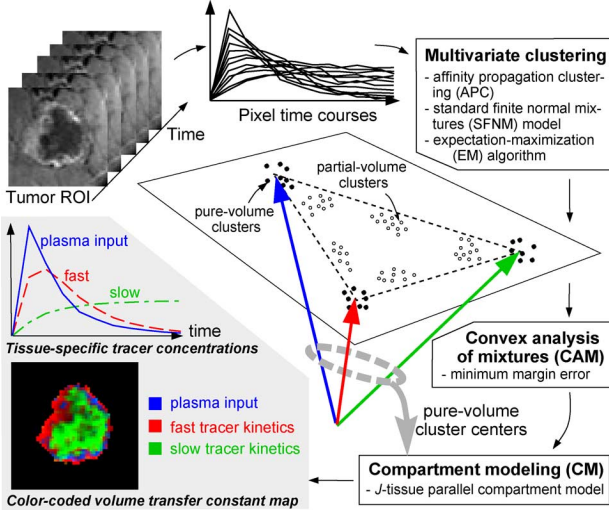 Tumor ROI
Time
Pixel time courses
Multivariate clustering
- affinity propagation cluster-
ing (APC)
- standard finite normal mix-
tures (SFNM) model
- expectation-maximization
(EM) algorithm
partial-volume
clusters
pure-volume
clusters
plasma input
fast
slow
time
Tissue-specific tracer concentrations
Convex analysis
of mixtures (CAM)
- minimum margin error
pure-volume
cluster centers
plasma input
fast tracer kinetics
slow tracer kinetics
Compartment modeling (CM)
- J-tissue parallel compartment model
Color-coded volume transfer constant map